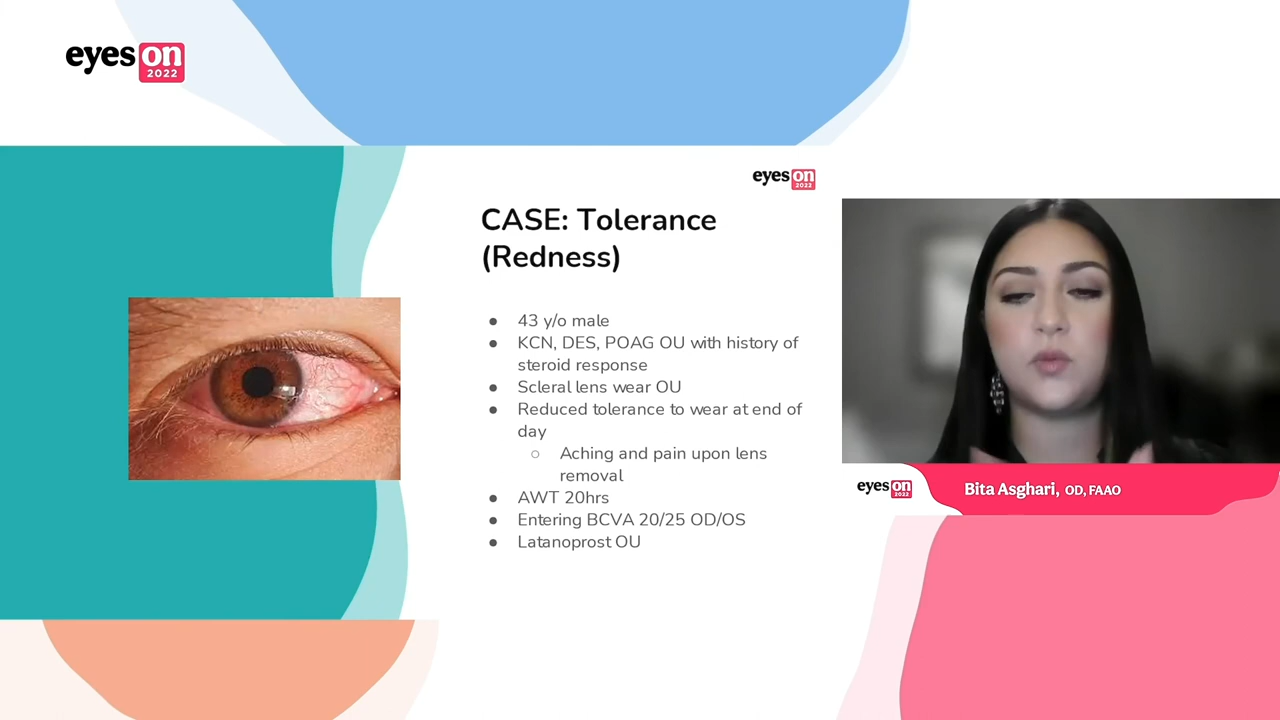 eyes on
2022
eyes on
2022
CASE: Tolerance
(Redness)
● 43 y/o male
● KCN, DES, POAG OU with history of
steroid response
● Scleral lens wear OU
● Reduced tolerance to wear at end of
day
○ Aching and pain upon lens
removal
● AWT 20hrs
● Entering BCVA 20/25 OD/OS
● Latanoprost OU
eyes on
2022
Bita Asghari, OD, FAAO